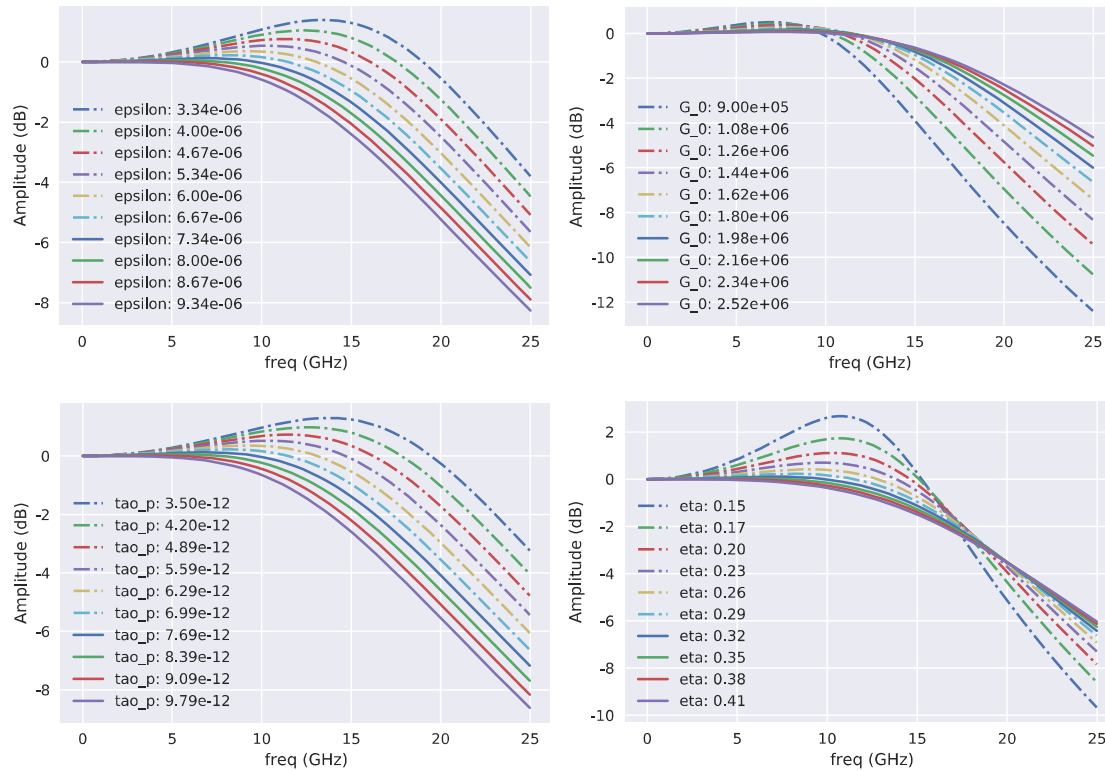 Amplitude (dB)
0
-2
-4
-6
-8
epsilon: 3.34e-06
epsilon: 4.00e-06
epsilon: 4.67e-06
epsilon: 5.34e-06
epsilon: 6.00e-06
epsilon: 6.67e-06
epsilon: 7.34e-06
epsilon: 8.00e-06
epsilon: 8.67e-06
epsilon: 9.34e-06
0 5 10 15 20 25
freq (GHz)
Amplitude (dB)
0
-2
-4
-6
-8
-10
-12
G_0: 9.00e+05
G_0: 1.08e+06
G_0: 1.26e+06
G_0: 1.44e+06
G_0: 1.62e+06
G_0: 1.80e+06
G_0: 1.98e+06
G_0: 2.16e+06
G_0: 2.34e+06
G_0: 2.52e+06
0 5 10 15 20 25
freq (GHz)
Amplitude (dB)
0
-2
-4
-6
-8
tao_p: 3.50e-12
tao_p: 4.20e-12
tao_p: 4.89e-12
tao_p: 5.59e-12
tao_p: 6.29e-12
tao_p: 6.99e-12
tao_p: 7.69e-12
tao_p: 8.39e-12
tao_p: 9.09e-12
tao_p: 9.79e-12
0 5 10 15 20 25
freq (GHz)
Amplitude (dB)
2
0
-2
-4
-6
-8
-10
eta: 0.15
eta: 0.17
eta: 0.20
eta: 0.23
eta: 0.26
eta: 0.29
eta: 0.32
eta: 0.35
eta: 0.38
eta: 0.41
0 5 10 15 20 25
freq (GHz)